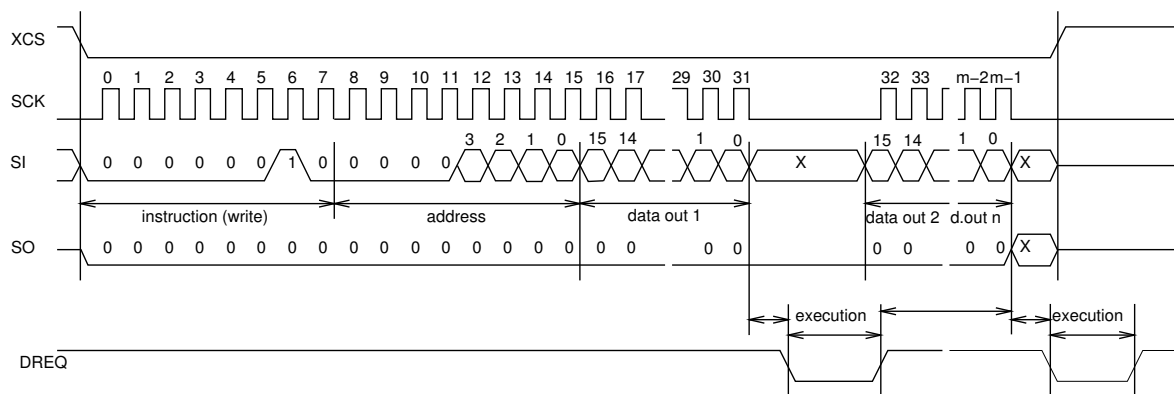 XCS
0 1 2 3 4 5 6 7 8 9 10 11 12 13 14 15 16 17 29 30 31 32 33 m−2 m−1
SCK
3 2 1 0 15 14 1 0 15 14 1 0
SI 0 0 0 0 0 0 1 0 0 0 0 0 X X
instruction (write) address data out 1 data out 2 d.out n
SO 0 0 0 0 0 0 0 0 0 0 0 0 0 0 0 0 0 0 0 0 0 0 0 0 X
execution execution
DREQ